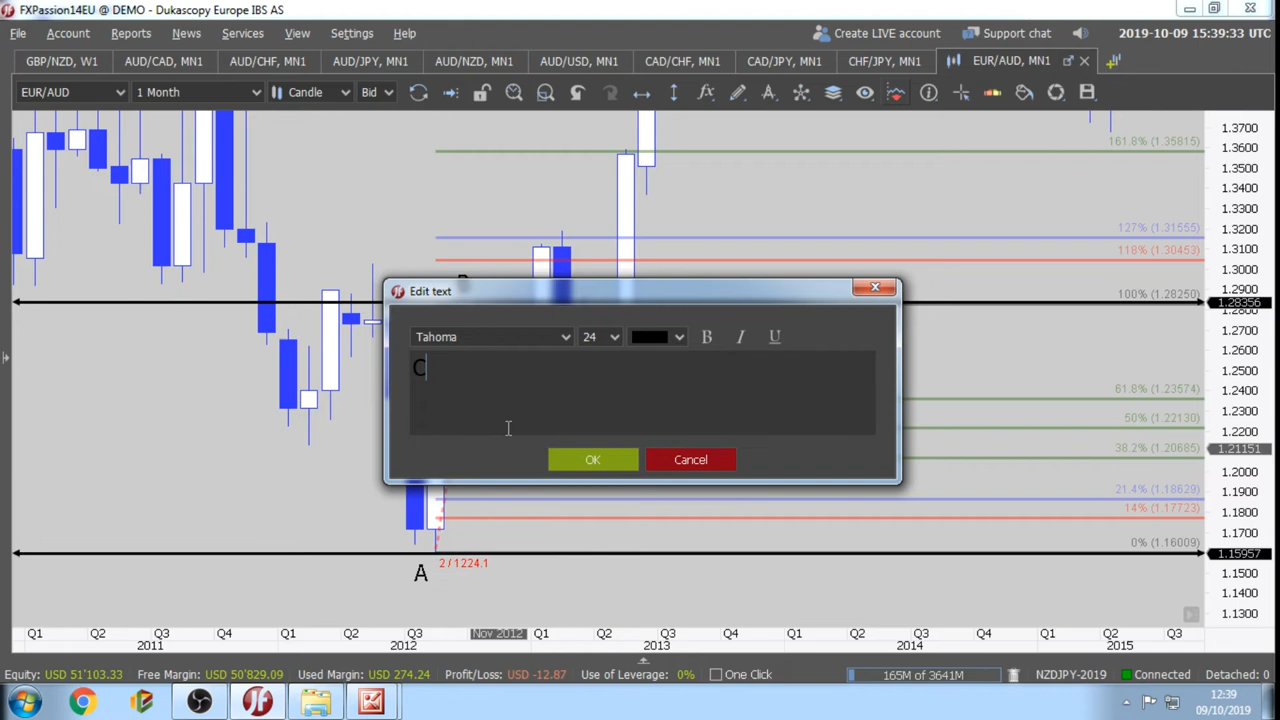 FXPassion14EU @ DEMO - Dukascopy Europe IBS AS
File Account Reports News Services View Settings Help
Create LIVE account Support chat 2019-10-09 15:39:33 UTC
GBP/NZD, W1 AUD/CAD, MN1 AUD/CHF, MN1 AUD/JPY, MN1 AUD/NZD, MN1 AUD/USD, MN1 CAD/CHF, MN1 CAD/JPY, MN1 CHF/JPY, MN1 EUR/AUD, MN1
EUR/AUD 1 Month Candle Bid
1.3700
161.8% (1.35815)
1.3600
1.3500
1.3400
1.3300
127% (1.31555)
1.3200
118% (1.30453)
1.3100
1.3000
100% (1.28250)
1.2900
1.28356
1.2800
1.2700
1.2600
1.2500
61.8% (1.23574)
1.2400
50% (1.22130)
1.2300
38.2% (1.20685)
1.2200
1.21151
1.2000
21.4% (1.18629)
1.1900
14% (1.17723)
1.1800
1.1700
0% (1.16009)
1.15957
1.1500
1.1400
1.1300
Edit text
Tahoma 24 B I U
C
OK Cancel
A
2 / 1224.1
Q1 Q2 Q3 Q4 Q1 Q2 Q3 Nov 2012 Q1 Q2 Q3 Q4 Q1 Q2 Q3 Q4 Q1 Q2 Q3
2011 2012 2013 2014 2015
Equity: USD 51'103.33 Free Margin: USD 50'829.09 Used Margin: USD 274.24 Profit/Loss: USD -12.87 Use of Leverage: 0% One Click 165M of 3641M NZDJPY-2019 Connected Detached: 0
12:39
09/10/2019